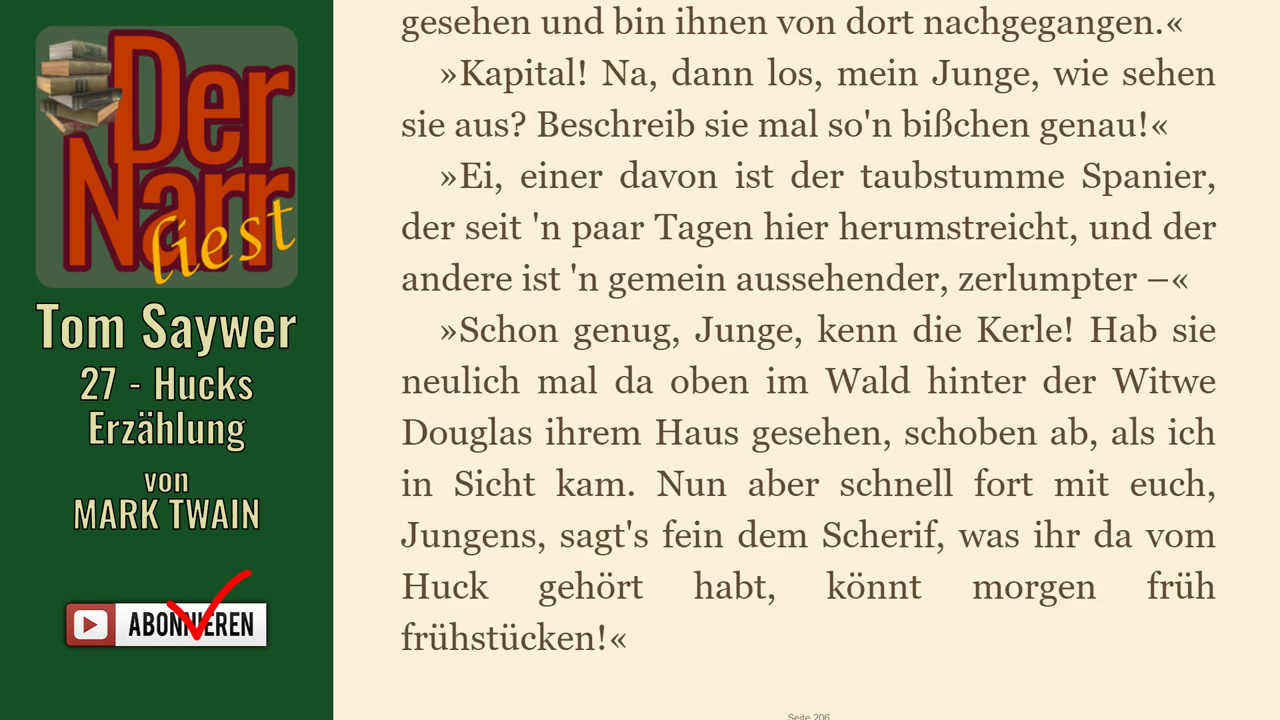 Der
Narr
liest
Tom Saywer
27 - Hucks
Erzählung
von
MARK TWAIN
ABONNIEREN
gesehen und bin ihnen von dort nachgegangen.«
»Kapital! Na, dann los, mein Junge, wie sehen
sie aus? Beschreib sie mal so'n bißchen genau!«
»Ei, einer davon ist der taubstumme Spanier,
der seit 'n paar Tagen hier herumstreicht, und der
andere ist 'n gemein aussehender, zerlumpter –«
»Schon genug, Junge, kenn die Kerle! Hab sie
neulich mal da oben im Wald hinter der Witwe
Douglas ihrem Haus gesehen, schoben ab, als ich
in Sicht kam. Nun aber schnell fort mit euch,
Jungens, sagt's fein dem Scherif, was ihr da vom
Huck gehört habt, könnt morgen früh
frühstücken!«
Seite 206